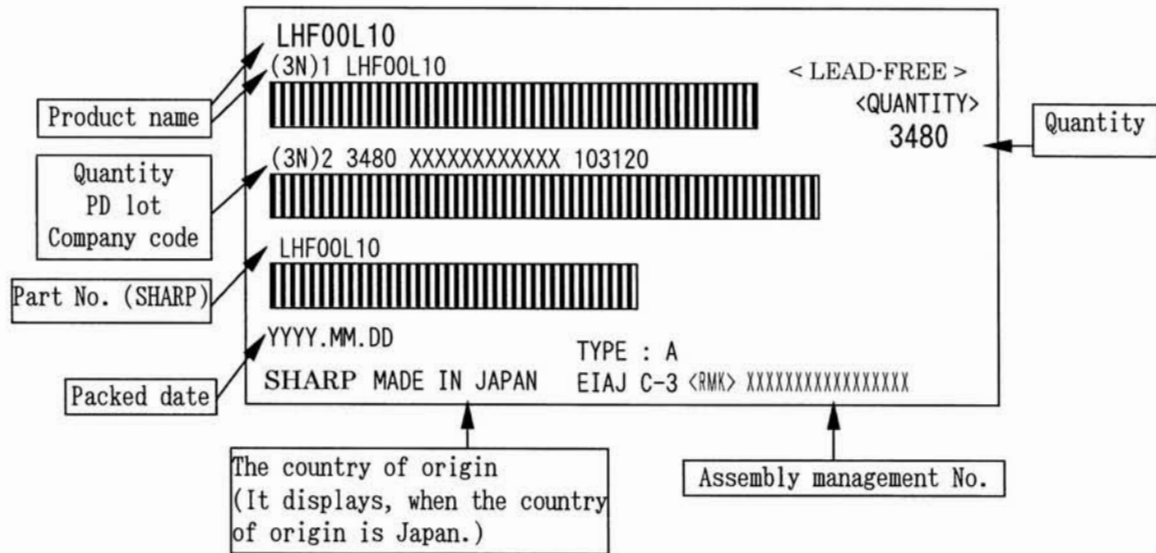 LHF00L10
(3N)1 LHF00L10
< LEAD-FREE >
<QUANTITY>
3480
Product name
Quantity
(3N)2 3480 XXXXXXXXXXXX 103120
Quantity
PD lot
Company code
LHF00L10
Part No. (SHARP)
YYYY.MM.DD
TYPE : A
Packed date
SHARP MADE IN JAPAN
EIAJ C-3 <RMK> XXXXXXXXXXXXXXXXX
The country of origin
(It displays, when the country
of origin is Japan.)
Assembly management No.